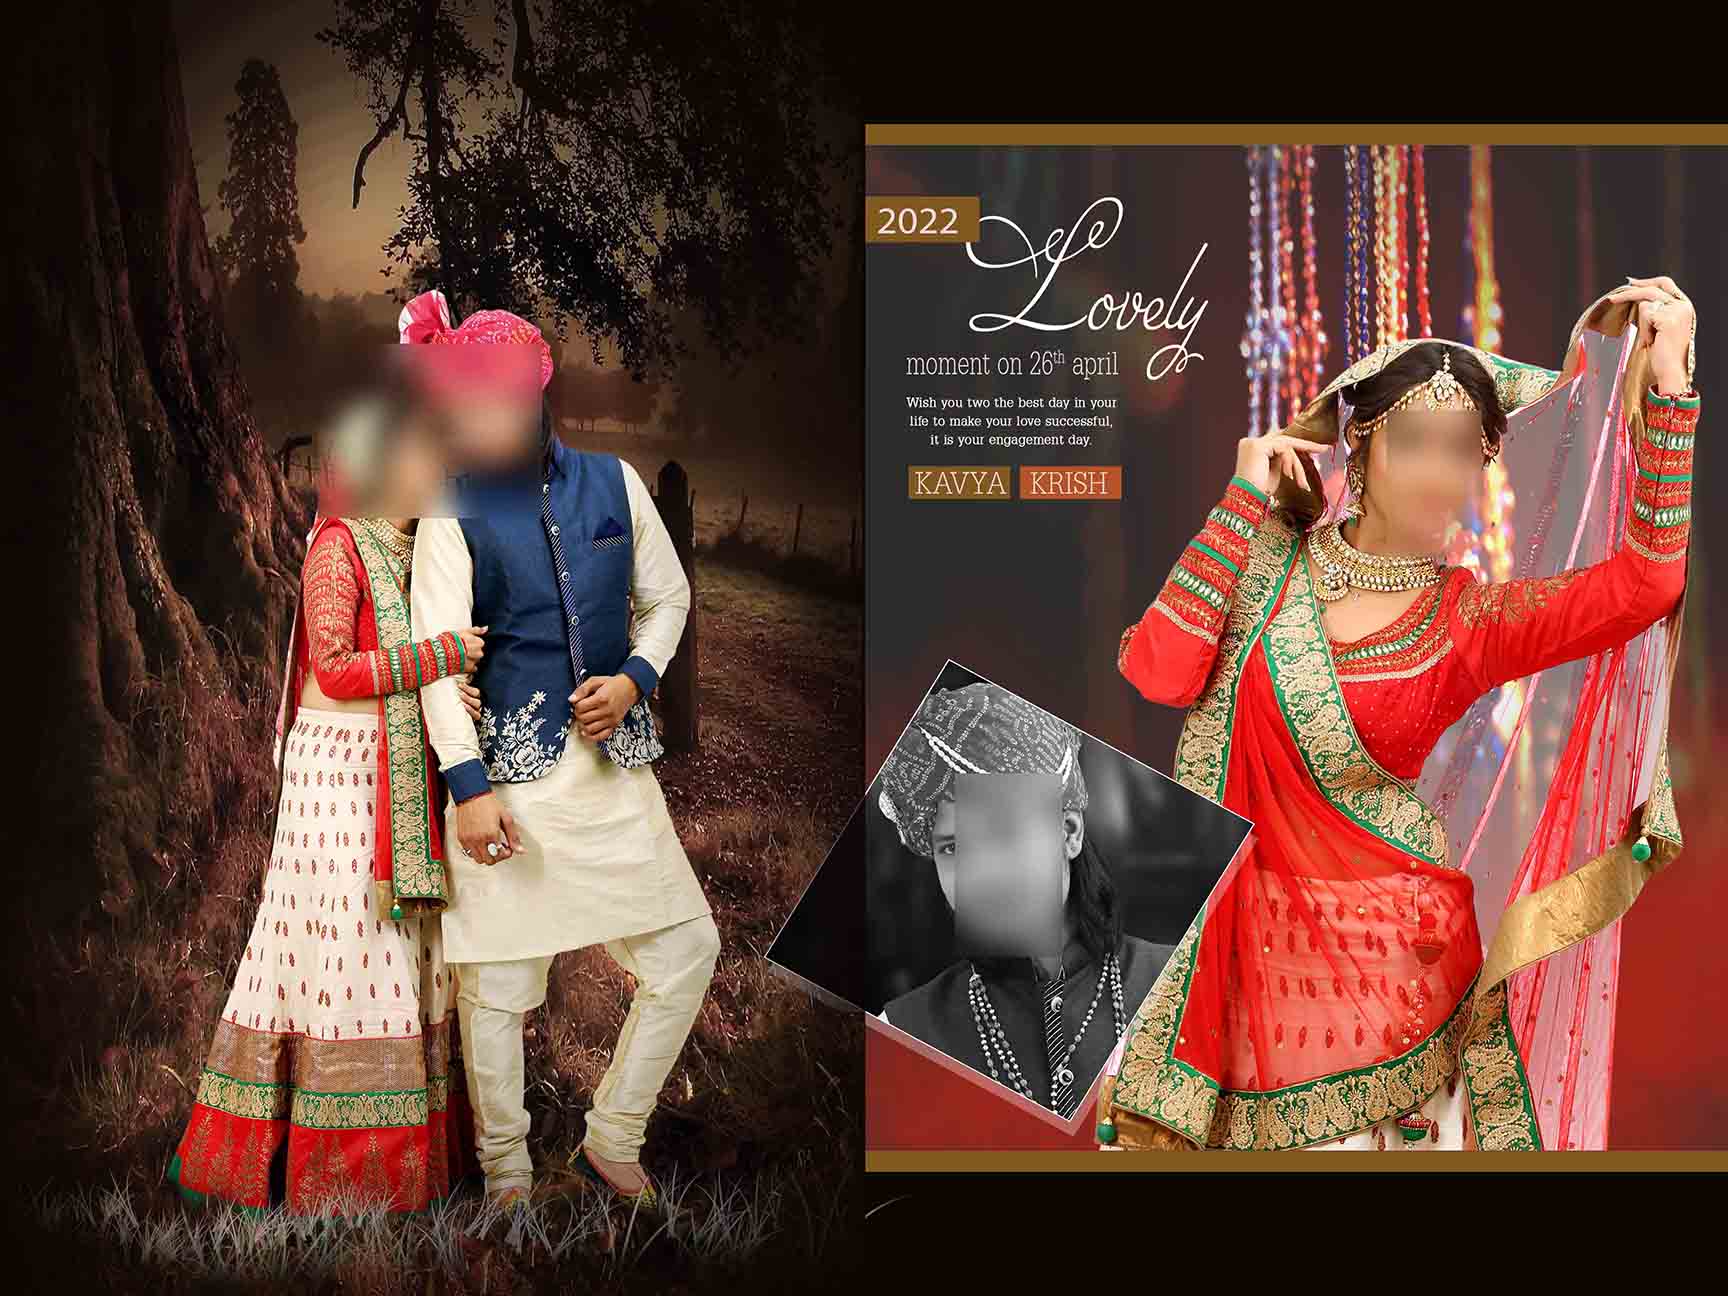 2022
Lovely
moment on 26th april
Wish you two the best day in your
life to make your love successful,
it is your engagement day.
KAVYA KRISH